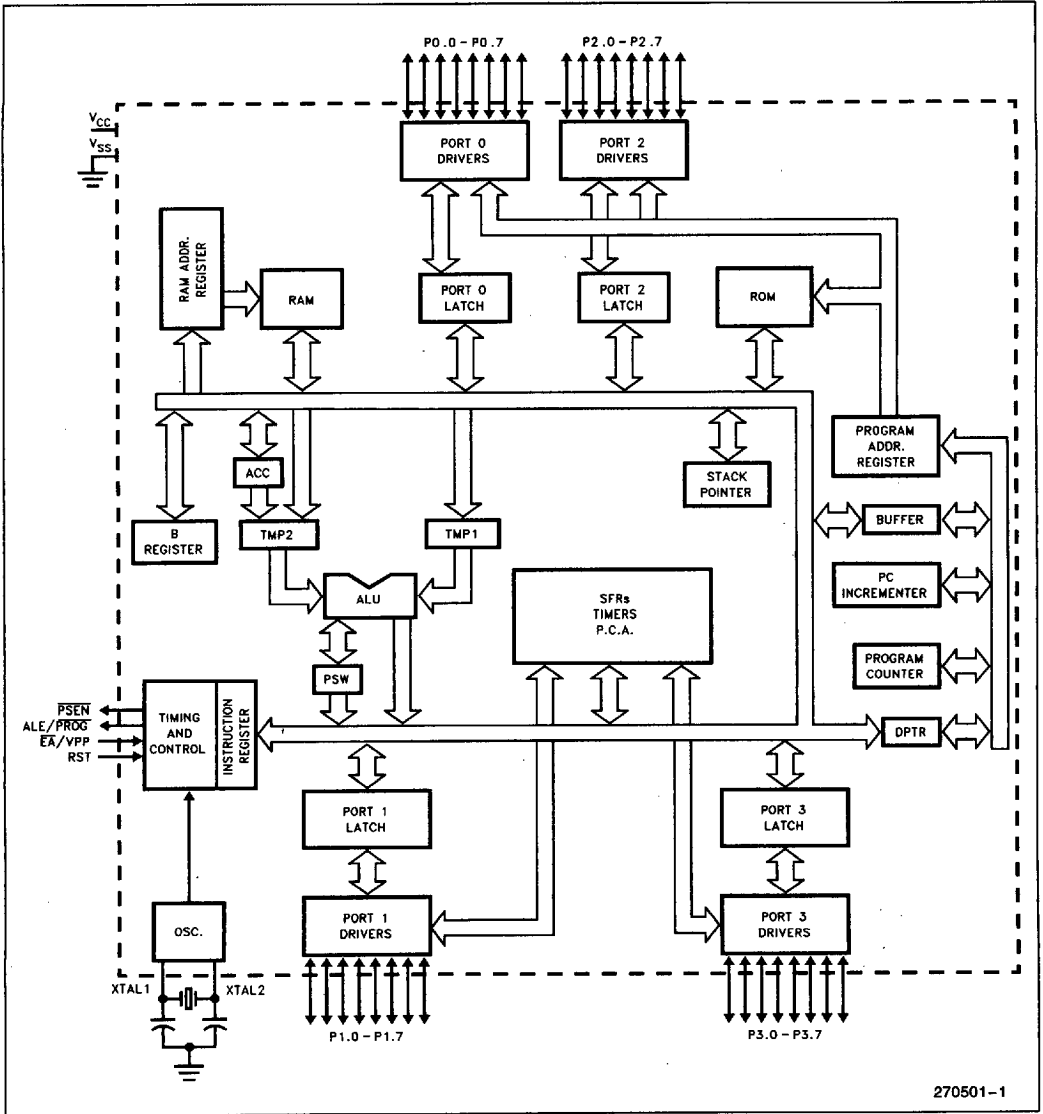 P0.0 – P0.7
P2.0 – P2.7
VCC
VSS
PORT 0
DRIVERS
PORT 2
DRIVERS
RAM ADDR.
REGISTER
RAM
PORT 0
LATCH
PORT 2
LATCH
ROM
PROGRAM
ADDR.
REGISTER
ACC
STACK
POINTER
B
REGISTER
TMP2
TMP1
BUFFER
ALU
SFRs
TIMERS
P.C.A.
PC
INCREMENTER
PSW
PROGRAM
COUNTER
P̅S̅E̅N̅
ALE/P̅R̅O̅G̅
E̅A̅/VPP
RST
TIMING
AND
CONTROL
INSTRUCTION
REGISTER
DPTR
PORT 1
LATCH
PORT 3
LATCH
OSC.
PORT 1
DRIVERS
PORT 3
DRIVERS
XTAL1
XTAL2
P1.0 – P1.7
P3.0 – P3.7
270501–1